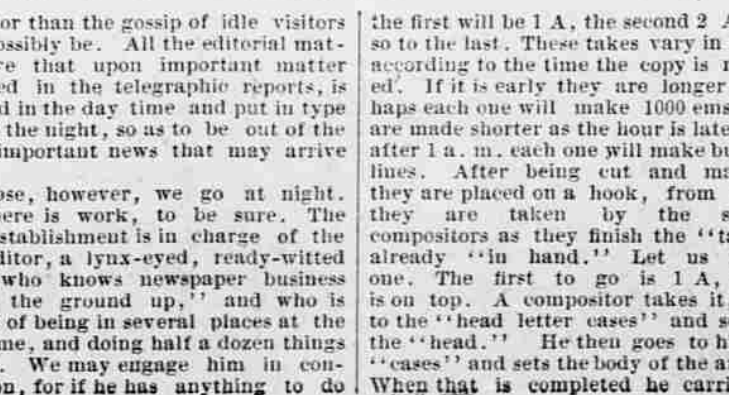 or than the gossip of idle visitors
ossibly be. All the editorial mat-
re that upon important matter
ed in the telegraphic reports, is
d in the day time and put in type
the night, so as to be out of the
important news that may arrive
ose, however, we go at night.
ere is work, to be sure. The
stablishment is in charge of the
ditor, a lynx-eyed, ready-witted
who knows newspaper business
the ground up,'' and who is
of being in several places at the
me, and doing half a dozen things
. We may engage him in con-
on, for if he has anything to do
the first will be 1 A, the second 2 A
so to the last. These takes vary in
according to the time the copy is r
ed. If it is early they are longer
haps each one will make 1000 ems
are made shorter as the hour is late
after 1 a. m. each one will make bu
lines. After being cut and ma
they are placed on a hook, from
they are taken by the s
compositors as they finish the ''ta
already ''in hand.'' Let us
one. The first to go is 1 A,
is on top. A compositor takes it
to the ''head letter cases'' and s
the ''head.'' He then goes to h
''cases'' and sets the body of the a
When that is completed he carri